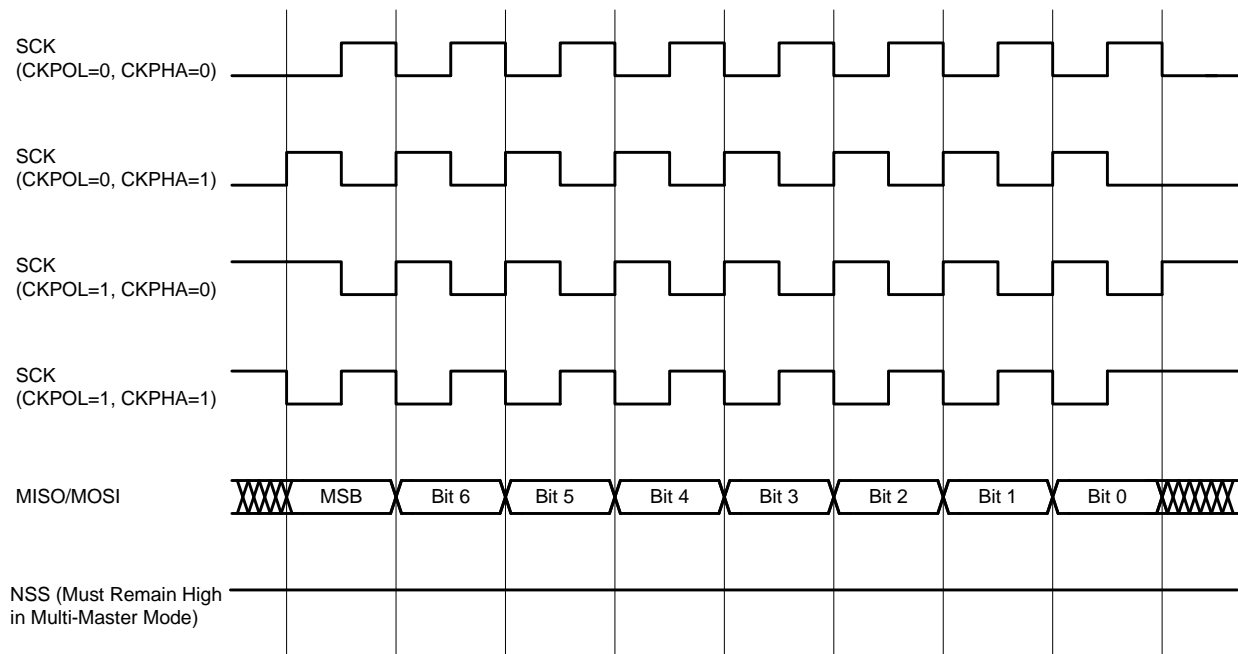 SCK
(CKPOL=0, CKPHA=0)
SCK
(CKPOL=0, CKPHA=1)
SCK
(CKPOL=1, CKPHA=0)
SCK
(CKPOL=1, CKPHA=1)
MISO/MOSI
MSB
Bit 6
Bit 5
Bit 4
Bit 3
Bit 2
Bit 1
Bit 0
NSS (Must Remain High
in Multi-Master Mode)